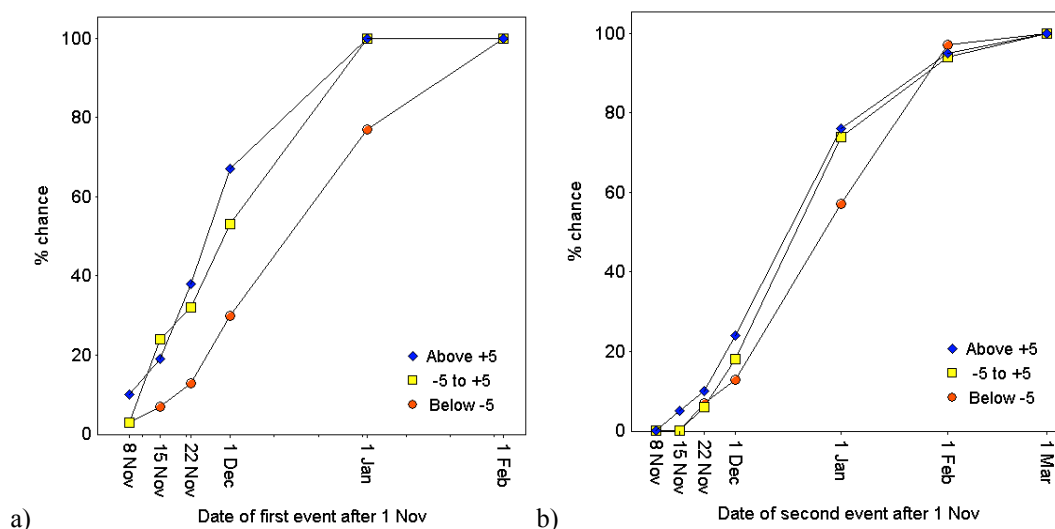 100
80
60
40
20
0
% chance
Above +5
-5 to +5
Below -5
8 Nov
15 Nov
22 Nov
1 Dec
1 Jan
1 Feb
a)
Date of first event after 1 Nov
100
80
60
40
20
0
% chance
Above +5
-5 to +5
Below -5
8 Nov
15 Nov
22 Nov
1 Dec
1 Jan
1 Feb
1 Mar
b)
Date of second event after 1 Nov